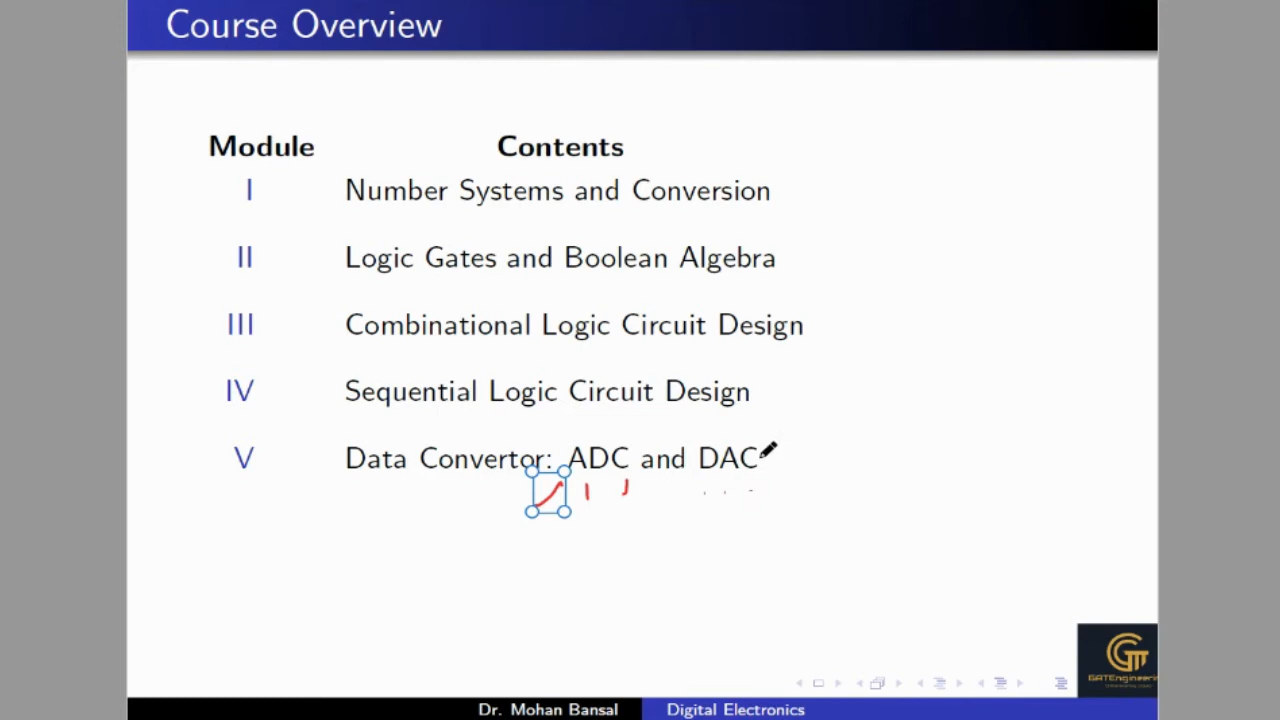 Course Overview
Module Contents
I Number Systems and Conversion
II Logic Gates and Boolean Algebra
III Combinational Logic Circuit Design
IV Sequential Logic Circuit Design
V Data Convertor: ADC and DAC
Dr. Mohan Bansal Digital Electronics